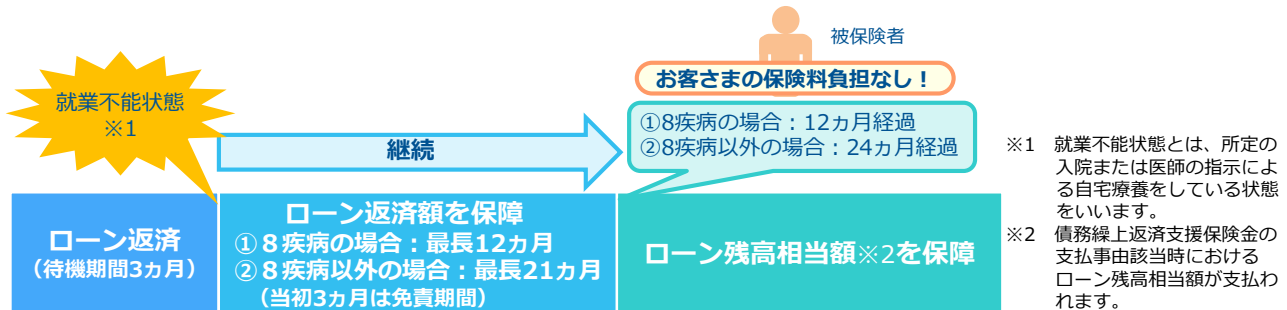 被保険者
お客さまの保険料負担なし！
就業不能状態
※1
継続
①8疾病の場合：12ヵ月経過
②8疾病以外の場合：24ヵ月経過
ローン返済
（待機期間3ヵ月）
ローン返済額を保障
①８疾病の場合：最長12ヵ月
②８疾病以外の場合：最長21ヵ月
（当初3ヵ月は免責期間）
ローン残高相当額※2を保障
※1　就業不能状態とは、所定の
入院または医師の指示によ
る自宅療養をしている状態
をいいます。
※2　債務繰上返済支援保険金の
支払事由該当時における
ローン残高相当額が支払わ
れます。